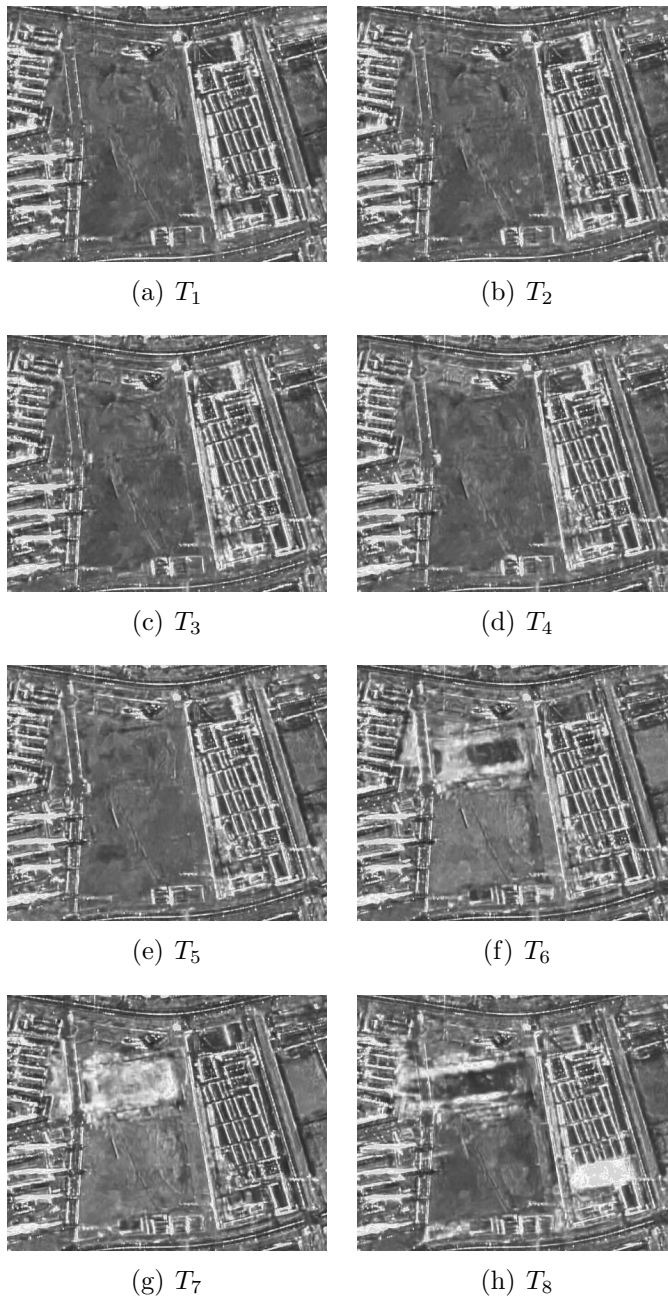 (a) T₁ (b) T₂
(c) T₃ (d) T₄
(e) T₅ (f) T₆
(g) T₇ (h) T₈